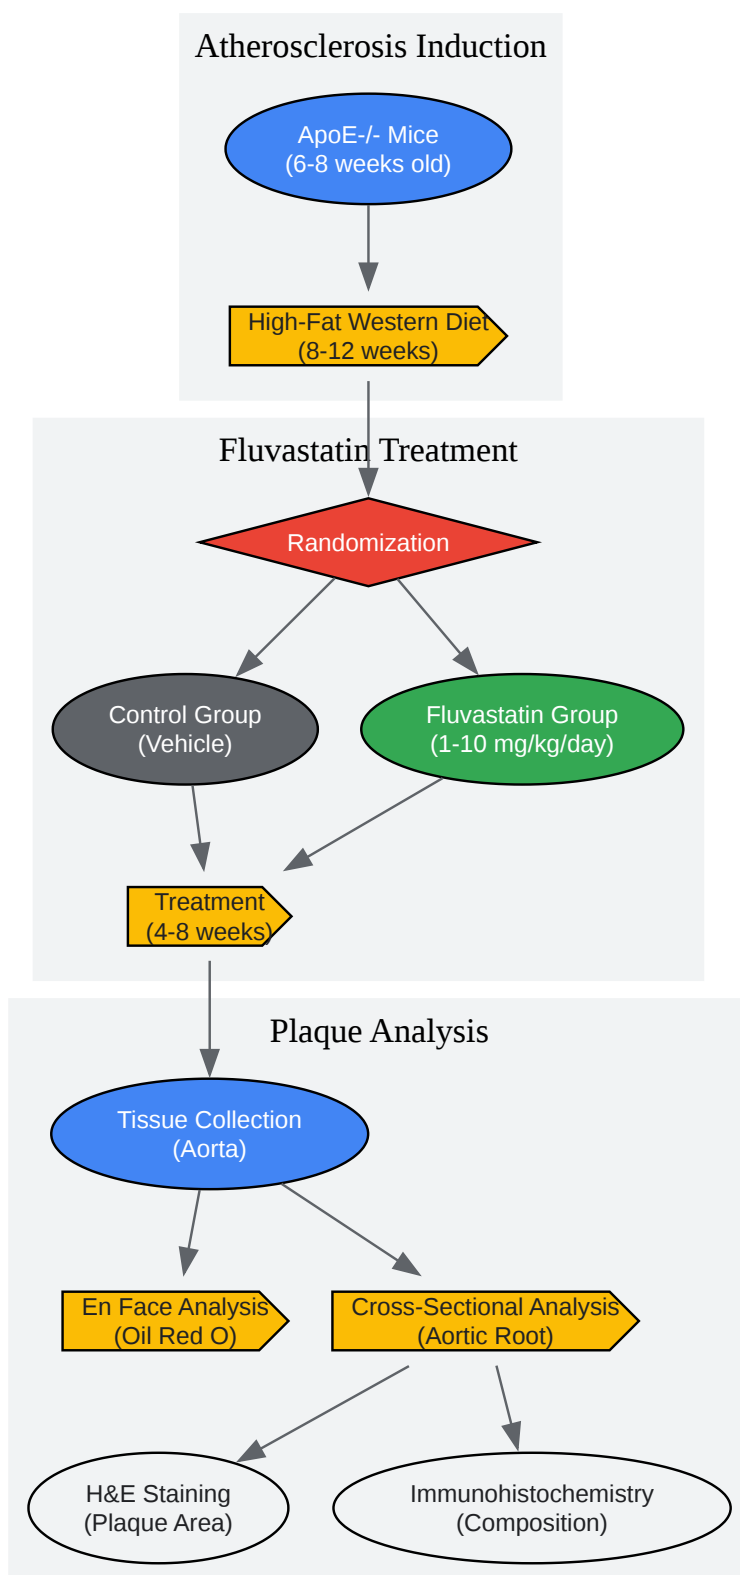 Atherosclerosis Induction
ApoE-/- Mice
(6-8 weeks old)
High-Fat Western Diet
(8-12 weeks)
Fluvastatin Treatment
Randomization
Control Group
(Vehicle)
Fluvastatin Group
(1-10 mg/kg/day)
Treatment
(4-8 weeks)
Plaque Analysis
Tissue Collection
(Aorta)
En Face Analysis
(Oil Red O)
Cross-Sectional Analysis
(Aortic Root)
H&E Staining
(Plaque Area)
Immunohistochemistry
(Composition)